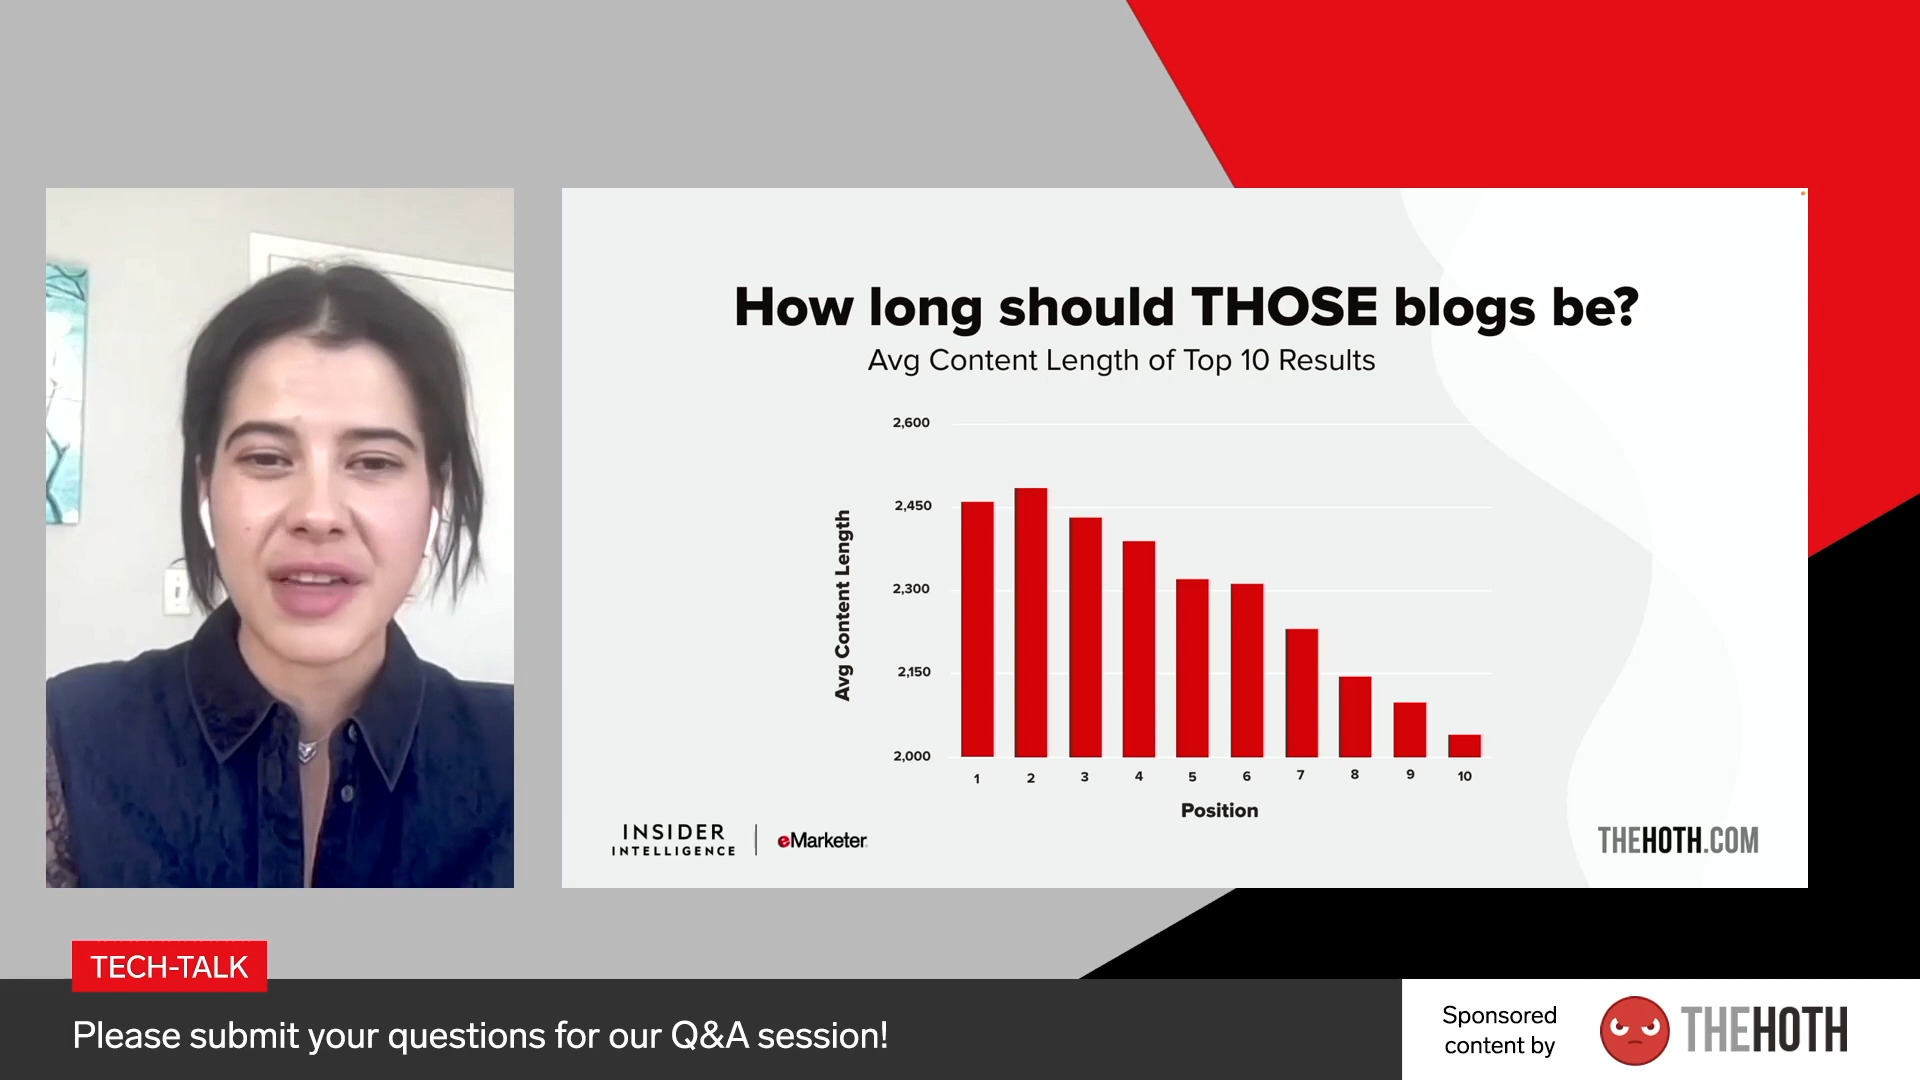 How long should THOSE blogs be?
Avg Content Length of Top 10 Results
2,600
2,450
2,300
2,150
2,000
Avg Content Length
1 2 3 4 5 6 7 8 9 10
Position
INSIDER
INTELLIGENCE
eMarketer
THEHOTH.COM
TECH-TALK
Please submit your questions for our Q&A session!
Sponsored
content by
THEHOTH